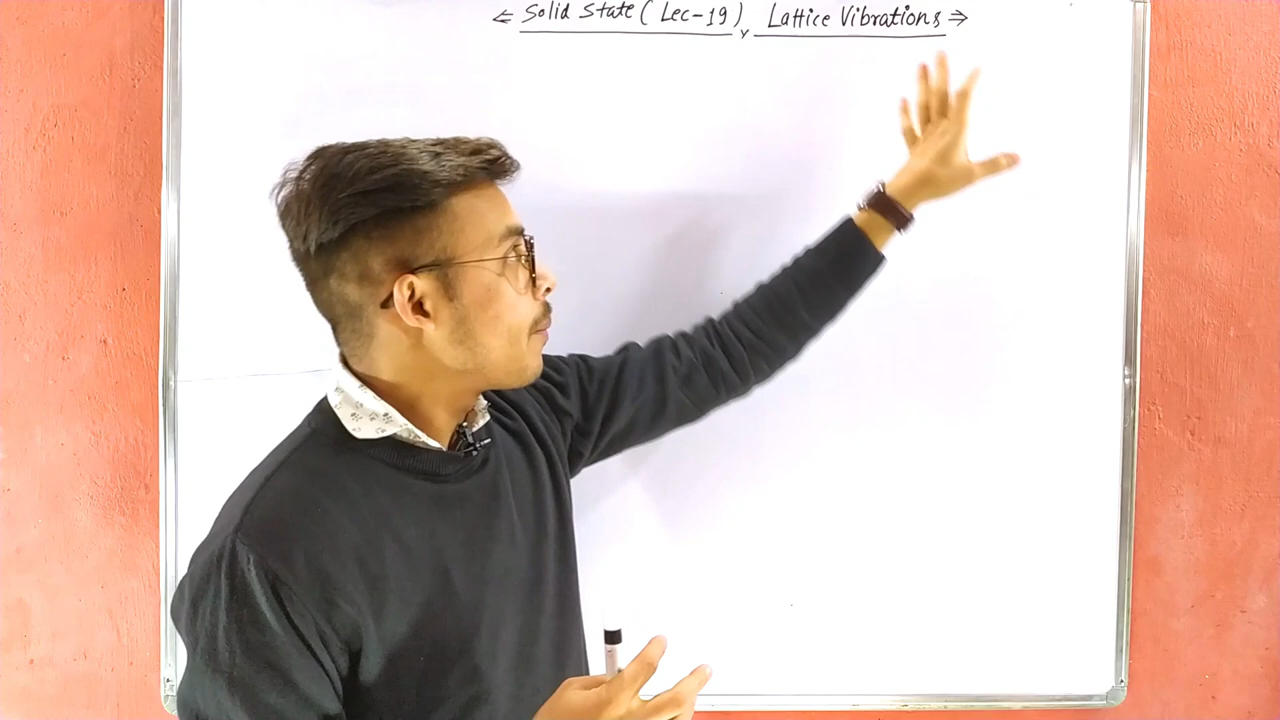 ⇐ Solid State ( Lec-19 ), Lattice Vibrations ⇒